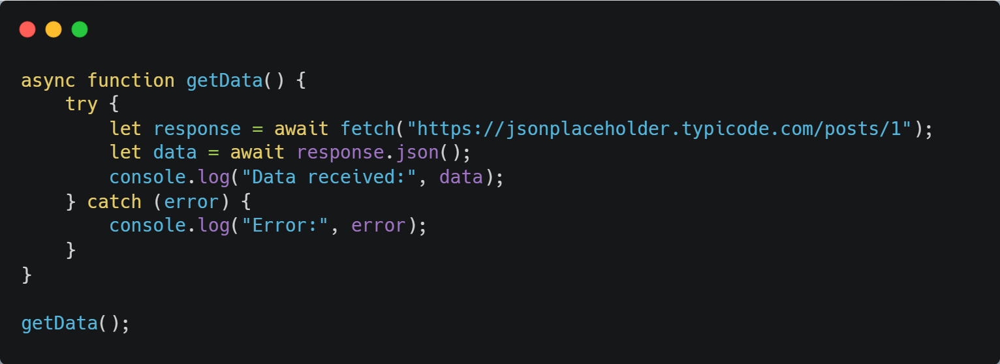 async function getData() {
    try {
        let response = await fetch("https://jsonplaceholder.typicode.com/posts/1");
        let data = await response.json();
        console.log("Data received:", data);
    } catch (error) {
        console.log("Error:", error);
    }
}

getData();